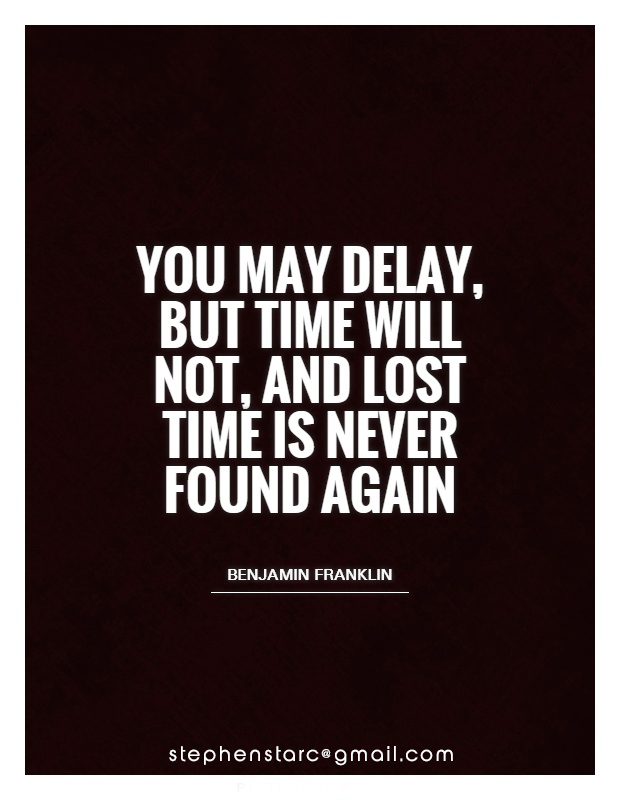 YOU MAY DELAY,
BUT TIME WILL
NOT, AND LOST
TIME IS NEVER
FOUND AGAIN
BENJAMIN FRANKLIN
stephenstarc@gmail.com